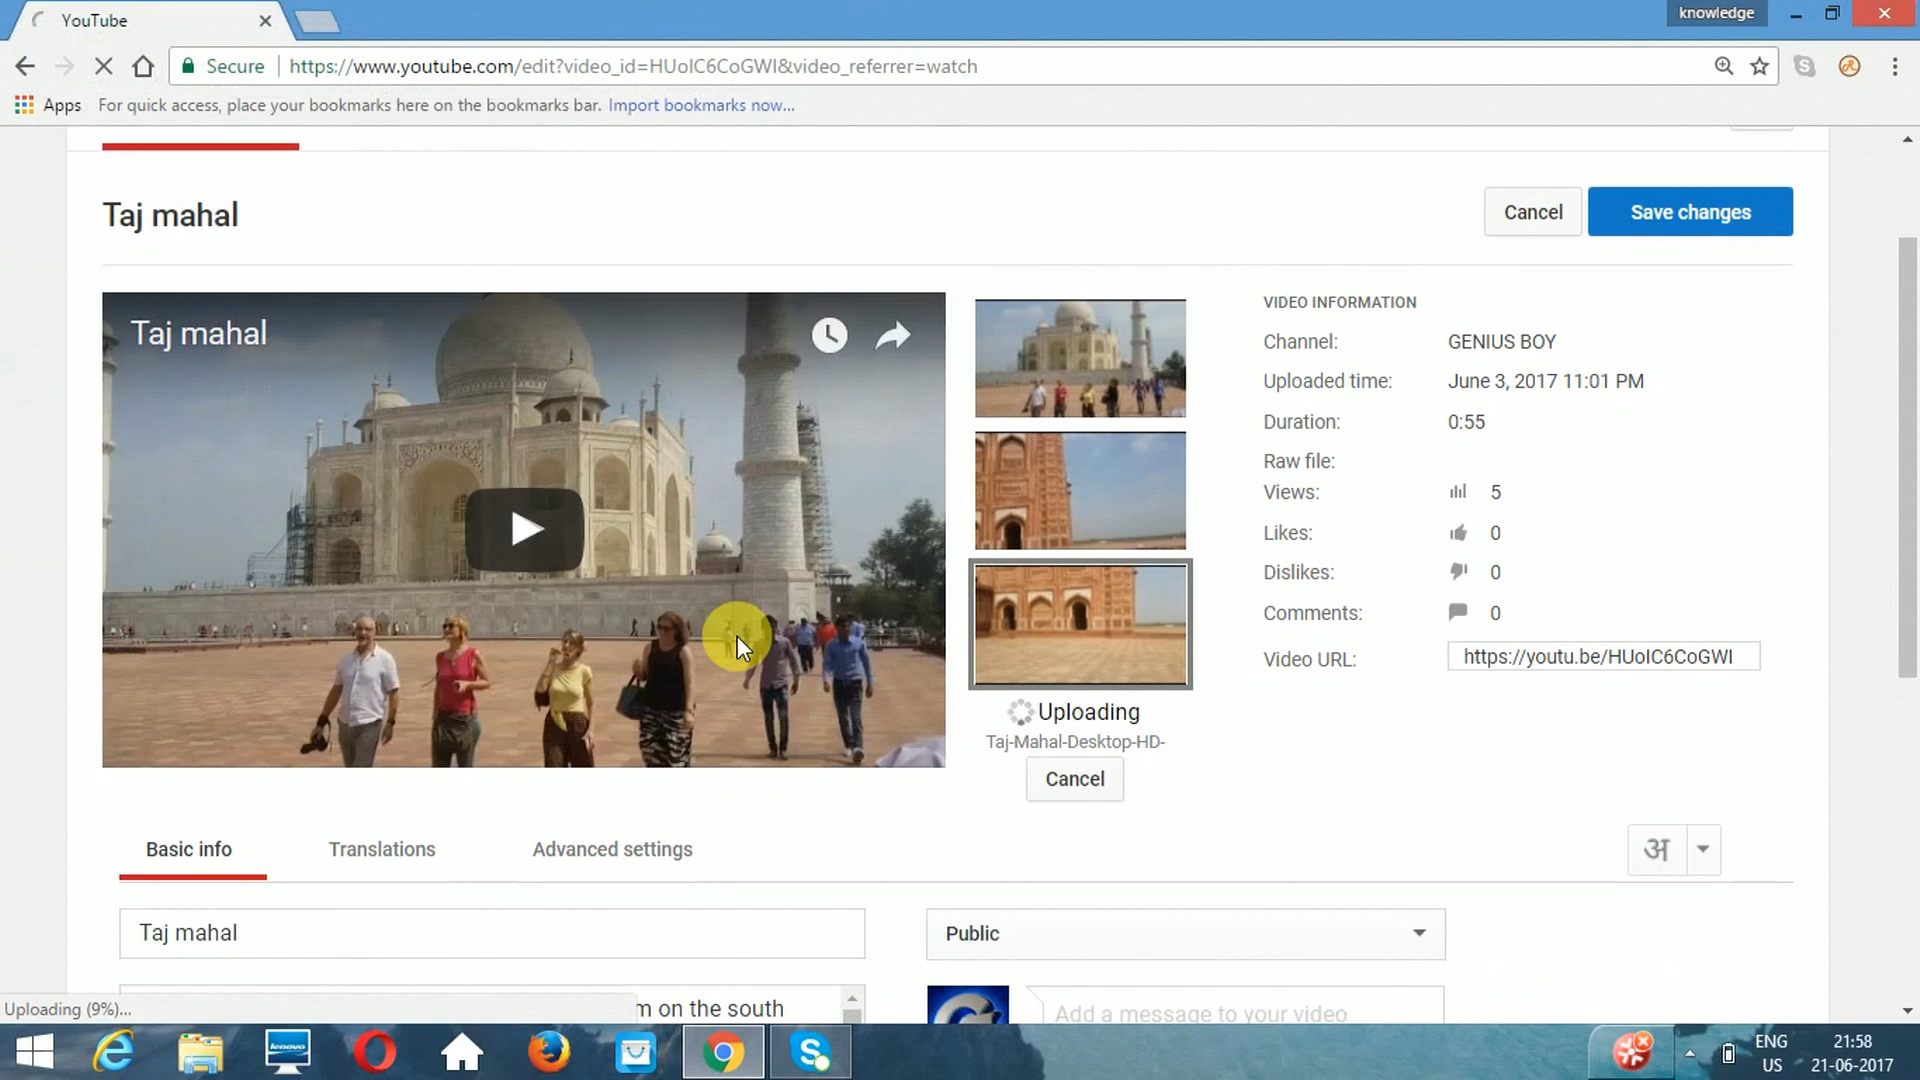 YouTube
knowledge
Secure
https://www.youtube.com/edit?video_id=HUoIC6CoGWI&video_referrer=watch
Apps
For quick access, place your bookmarks here on the bookmarks bar. Import bookmarks now...
Taj mahal
Cancel
Save changes
Taj mahal
VIDEO INFORMATION
Channel: GENIUS BOY
Uploaded time: June 3, 2017 11:01 PM
Duration: 0:55
Raw file:
Views: 5
Likes: 0
Dislikes: 0
Comments: 0
Video URL: https://youtu.be/HUoIC6CoGWI
Uploading
Taj-Mahal-Desktop-HD-
Cancel
Basic info
Translations
Advanced settings
अ
Taj mahal
Public
m on the south
Add a message to your video
Uploading (9%)...
lenovo
ENG
US
21:58
21-06-2017